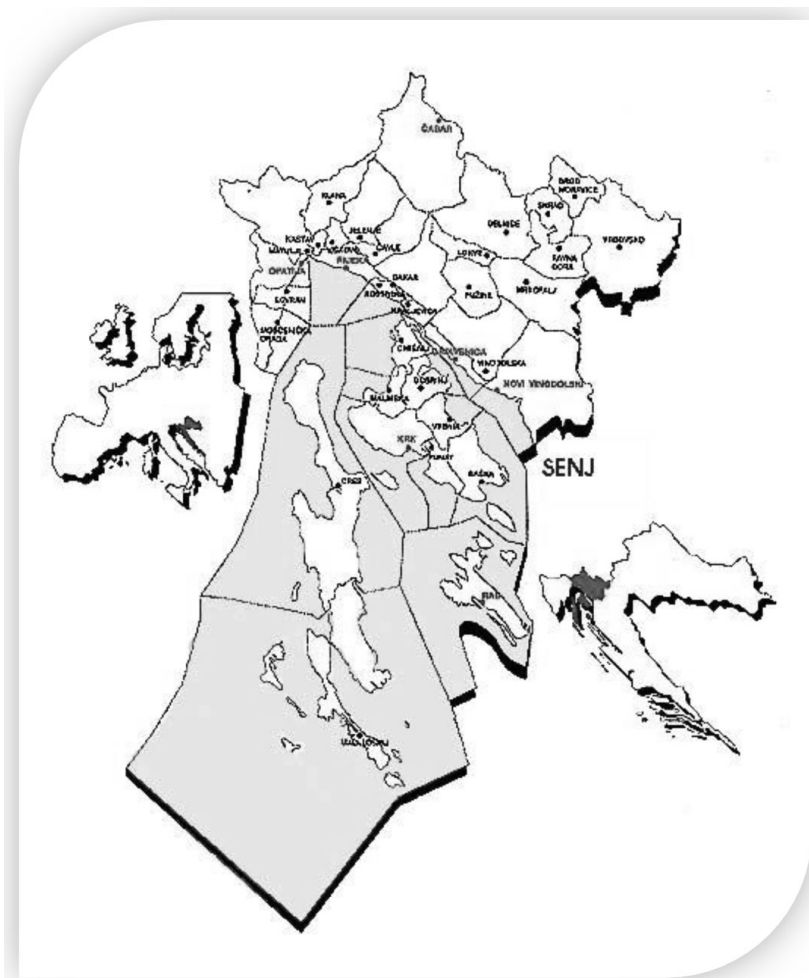 ČABAR
BROD
MORAVICE
KLANA
SKRAD
DELNICE
JELENJE
VRBOVSKO
KASTAV
ČAVLE
RAVNA
GORA
MATULJI
VIŠKOVO
LOKVE
RIJEKA
OPATIJA
BAKAR
MRKOPALJ
LOVRAN
KOSTRENA
FUŽINE
KRALJEVICA
MOŠĆENIČKA
DRAGA
OMIŠALJ
CRIKVENICA
VINODOLSKA
DOBRINJ
NOVI VINODOLSKI
MALINSKA
VRBNIK
KRK
PUNAT
SENJ
BAŠKA
CRES
RAB
MALI LOŠINJ